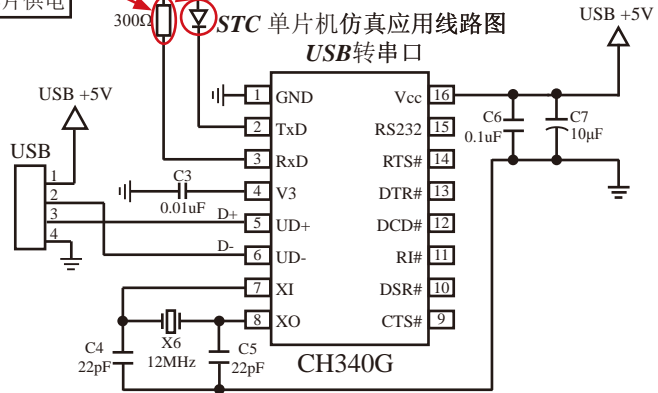 片供电
300Ω
STC 单片机仿真应用线路图
USB转串口
USB +5V
USB +5V
USB
1
2
3
4
1 GND
2 TxD
3 RxD
4 V3
5 UD+
6 UD-
7 XI
8 XO
Vcc 16
RS232 15
RTS# 14
DTR# 13
DCD# 12
RI# 11
DSR# 10
CTS# 9
C6
0.1uF
C7
10μF
C3
0.01uF
D+
D-
C4
22pF
X6
12MHz
C5
22pF
CH340G